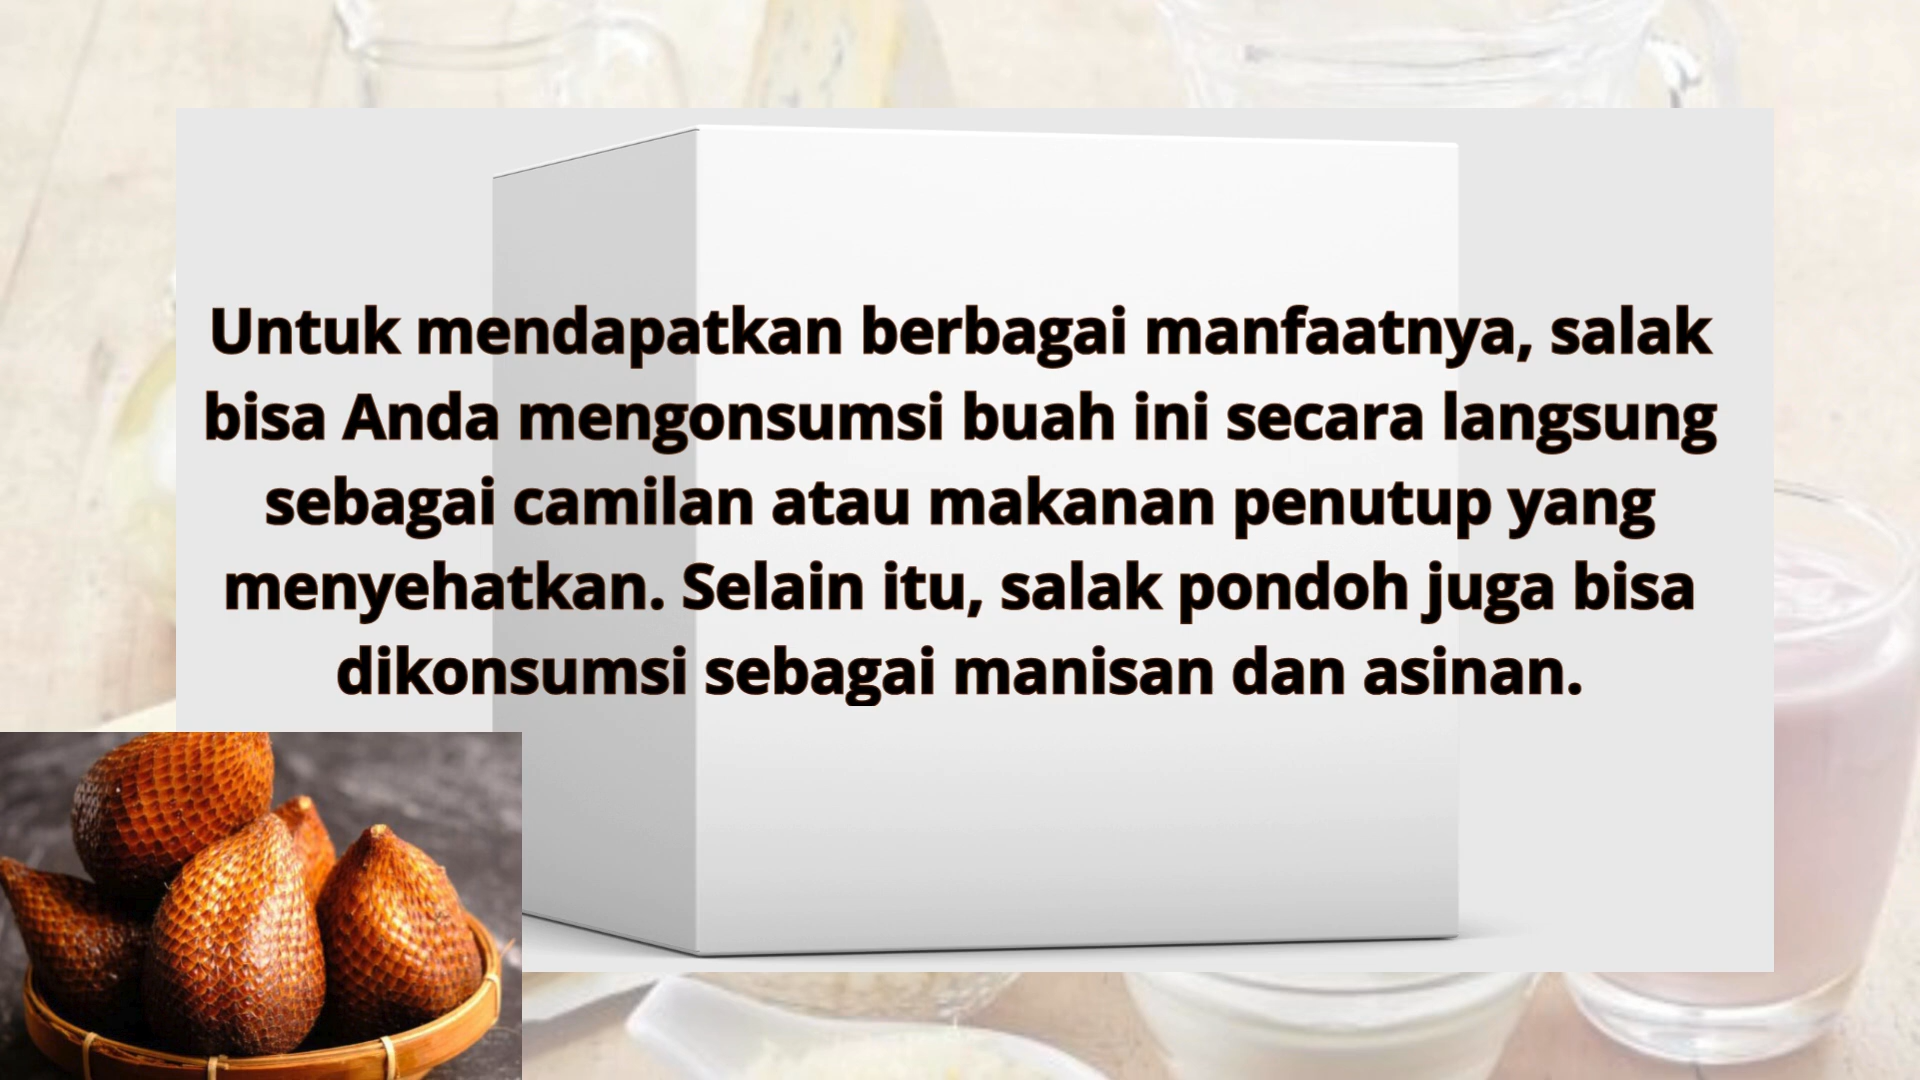 Untuk mendapatkan berbagai manfaatnya, salak
bisa Anda mengonsumsi buah ini secara langsung
sebagai camilan atau makanan penutup yang
menyehatkan. Selain itu, salak pondoh juga bisa
dikonsumsi sebagai manisan dan asinan.